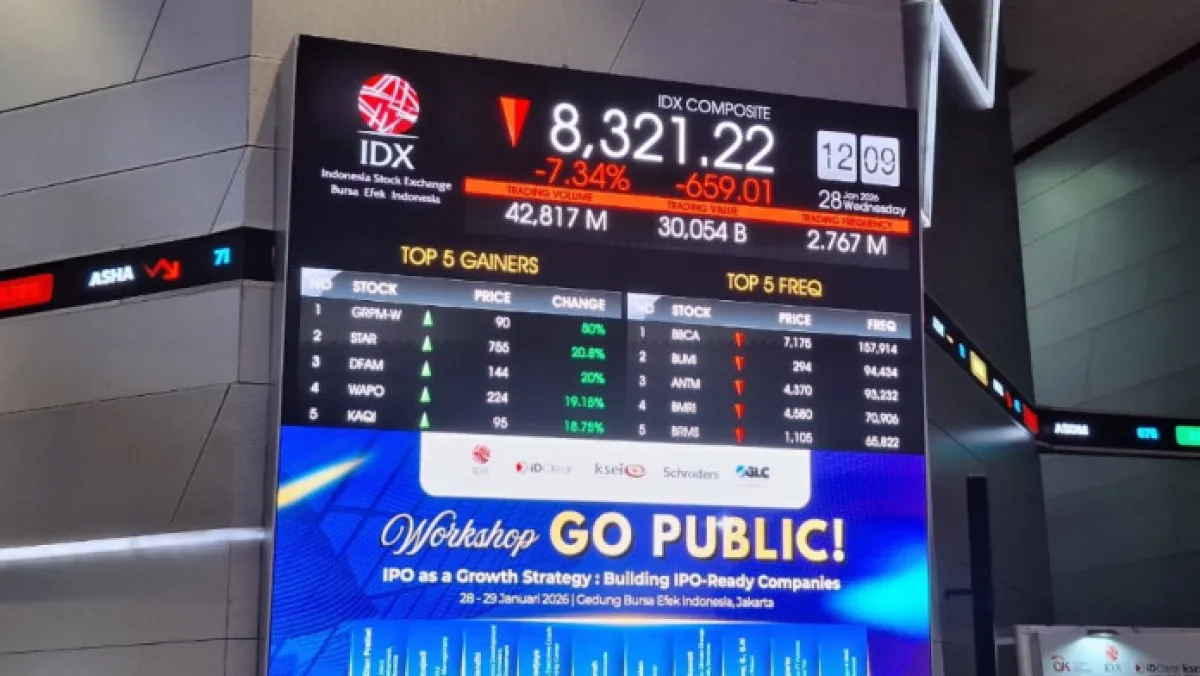 IDX COMPOSITE
8,321.22
-7.34% -659.01
12 09
28 Jan 2026
Wednesday
IDX
Indonesia Stock Exchange
Bursa Efek Indonesia
TRADING VOLUME TRADING VALUE TRADING FREQUENCY
42,817 M 30,054 B 2.767 M
ASHA 71
TOP 5 GAINERS
NO STOCK PRICE CHANGE
1 GRPM-W 90 80%
2 STAR 755 20.8%
3 DFAM 144 20%
4 WAPO 224 19.15%
5 KAQI 95 18.75%
TOP 5 FREQ
NO STOCK PRICE FREQ
1 BBCA 7,175 157,914
2 BUMI 294 94,434
3 ANTM 4,370 93,232
4 BMRI 4,580 70,906
5 BRMS 1,105 65,822
IDX IDClear ksei Schroders GLC
Workshop GO PUBLIC!
IPO as a Growth Strategy : Building IPO-Ready Companies
28 - 29 Januari 2026 | Gedung Bursa Efek Indonesia, Jakarta
IDX IDClear ksei